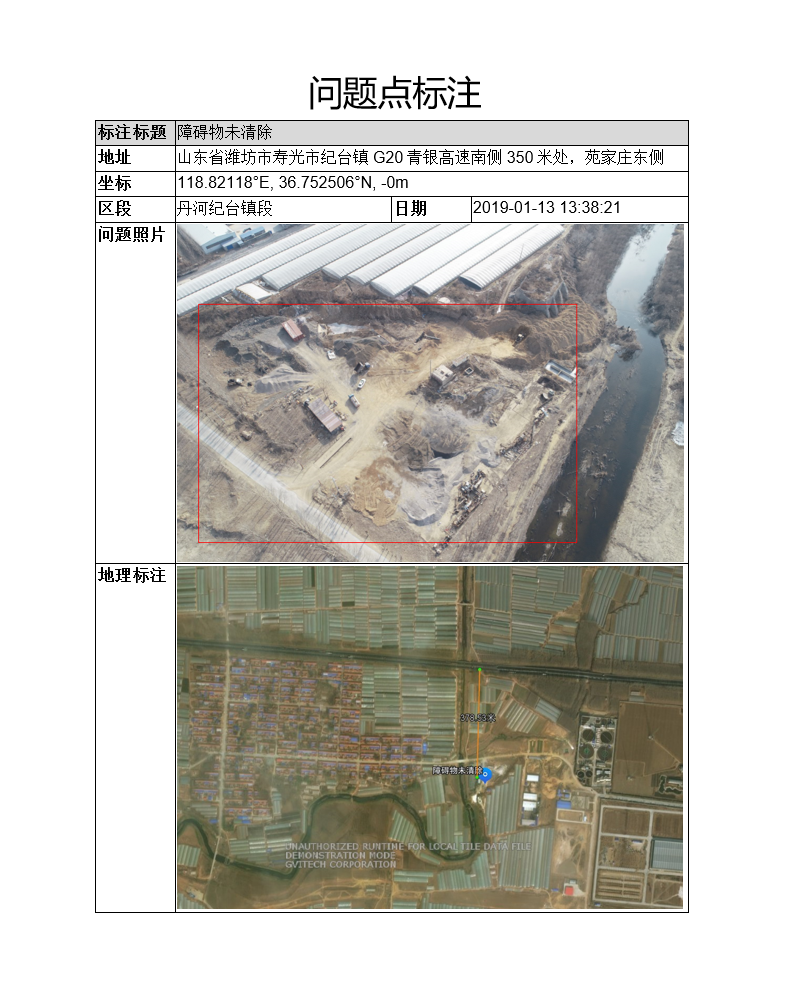 问题点标注
标注标题 障碍物未清除
地址 山东省潍坊市寿光市纪台镇 G20 青银高速南侧 350 米处，苑家庄东侧
坐标 118.82118°E, 36.752506°N, -0m
区段 丹河纪台镇段 日期 2019-01-13 13:38:21
问题照片
地理标注
378.53米
障碍物未清除
UNAUTHORIZED RUNTIME FOR LOCAL TILE DATA FILE
DEMONSTRATION MODE
GVITECH CORPORATION